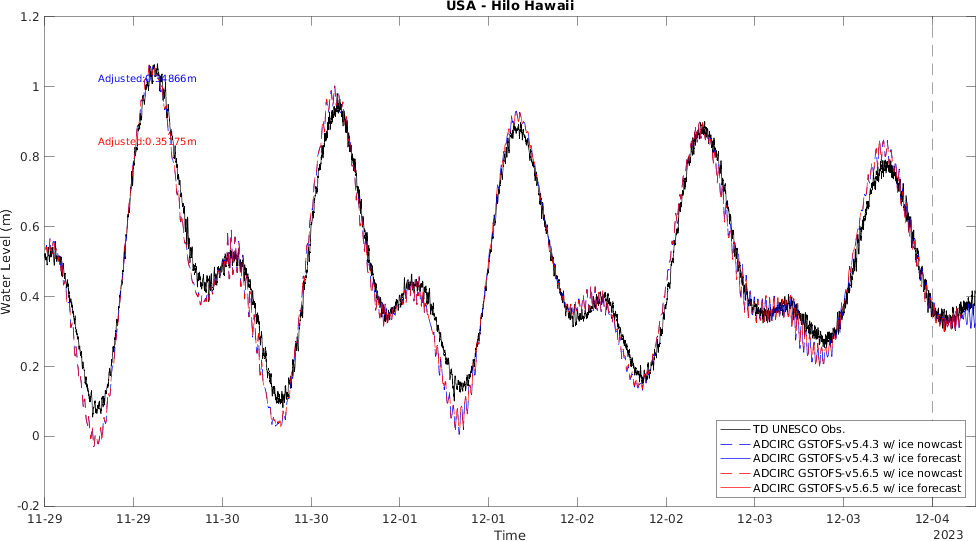 USA - Hilo Hawaii
1.2
1
0.8
0.6
0.4
0.2
0
-0.2
Water Level (m)
Adjusted:0.34866m
Adjusted:0.35175m
TD UNESCO Obs.
ADCIRC GSTOFS-v5.4.3 w/ ice nowcast
ADCIRC GSTOFS-v5.4.3 w/ ice forecast
ADCIRC GSTOFS-v5.6.5 w/ ice nowcast
ADCIRC GSTOFS-v5.6.5 w/ ice forecast
11-29 11-29 11-30 11-30 12-01 12-01 12-02 12-02 12-03 12-03 12-04
2023
Time